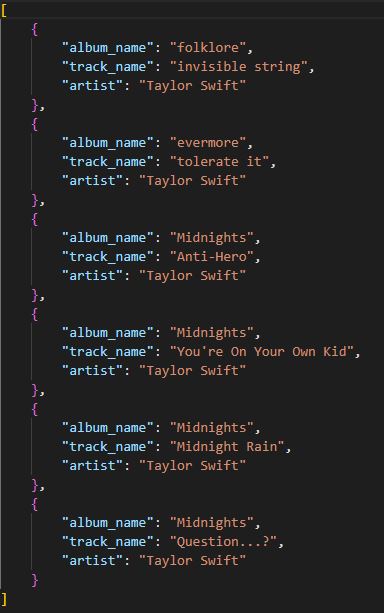 [
    {
        "album_name": "folklore",
        "track_name": "invisible string",
        "artist": "Taylor Swift"
    },
    {
        "album_name": "evermore",
        "track_name": "tolerate it",
        "artist": "Taylor Swift"
    },
    {
        "album_name": "Midnights",
        "track_name": "Anti-Hero",
        "artist": "Taylor Swift"
    },
    {
        "album_name": "Midnights",
        "track_name": "You're On Your Own Kid",
        "artist": "Taylor Swift"
    },
    {
        "album_name": "Midnights",
        "track_name": "Midnight Rain",
        "artist": "Taylor Swift"
    },
    {
        "album_name": "Midnights",
        "track_name": "Question...?",
        "artist": "Taylor Swift"
    }
]